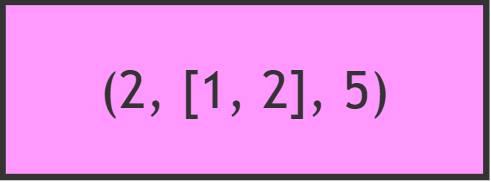 (2, [1, 2], 5)